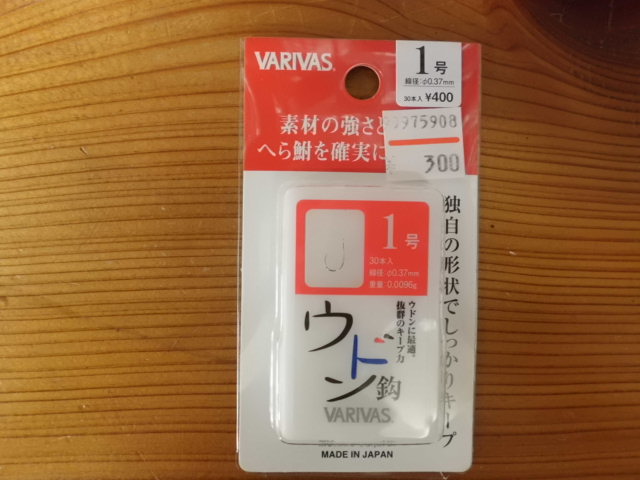 VARIVAS
1号
線径:φ0.37mm
30本入 ¥400
素材の強さと
へら鮒を確実に
975908
300
独自の形状でしっかりキープ
1号
30本入
線径 φ0.37mm
重量 0.0096g
ウドンに最適。
抜群のキープ力
ウドン鈎
VARIVAS
MADE IN JAPAN